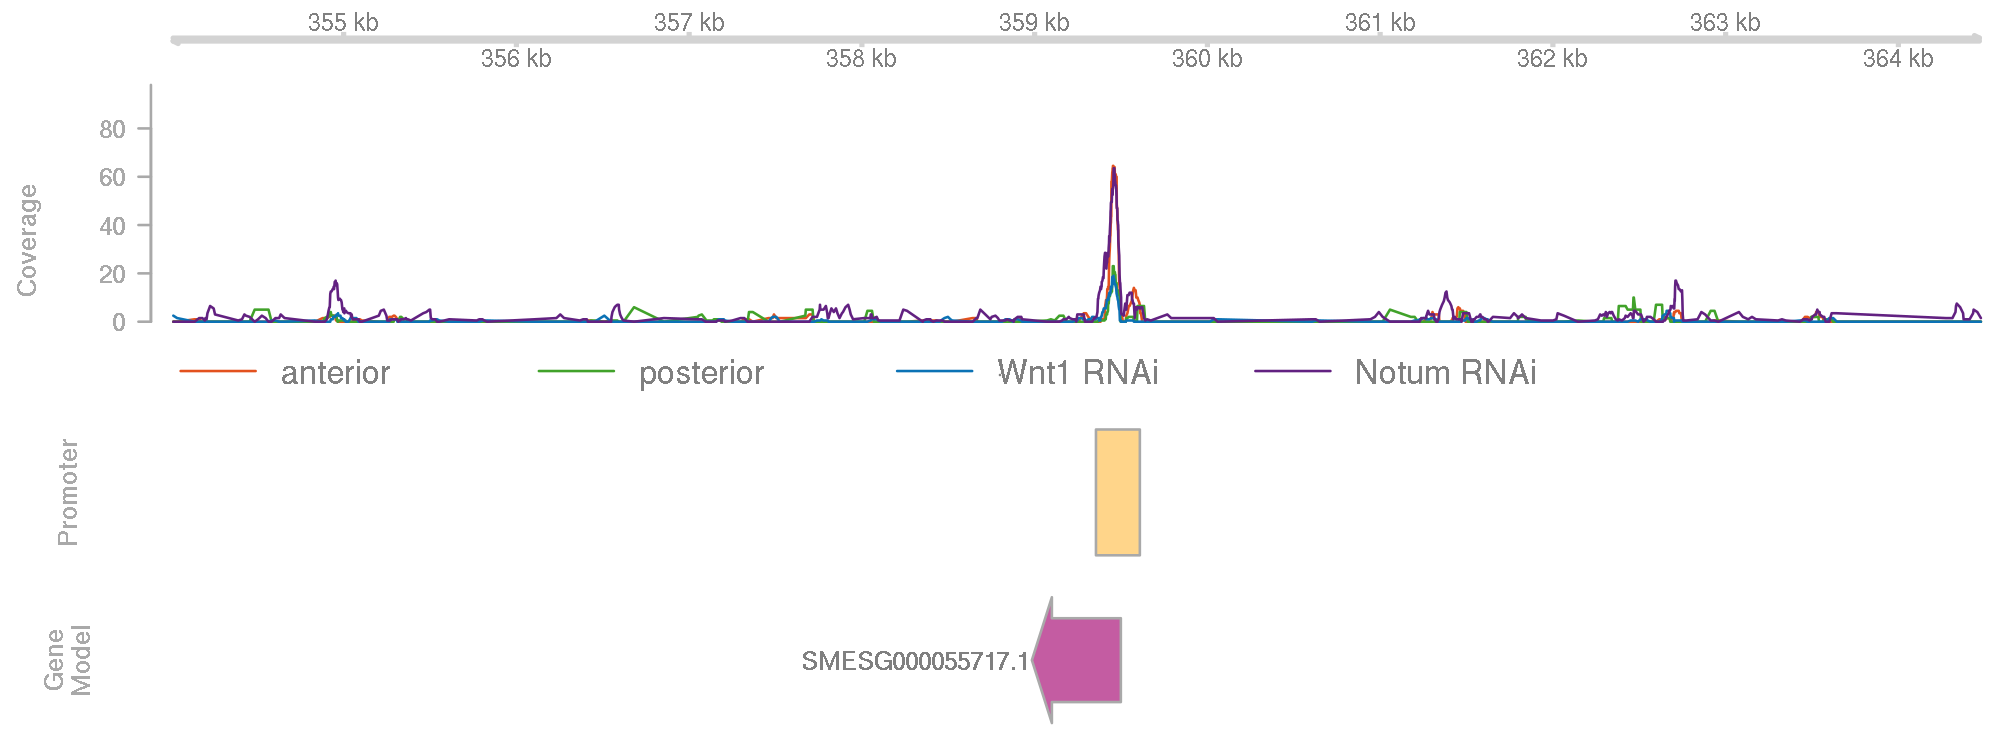 355 kb 357 kb 359 kb 361 kb 363 kb
356 kb 358 kb 360 kb 362 kb 364 kb
Coverage
80
60
40
20
0
anterior posterior Wnt1 RNAi Notum RNAi
Promoter
Gene
Model
SMESG000055717.1